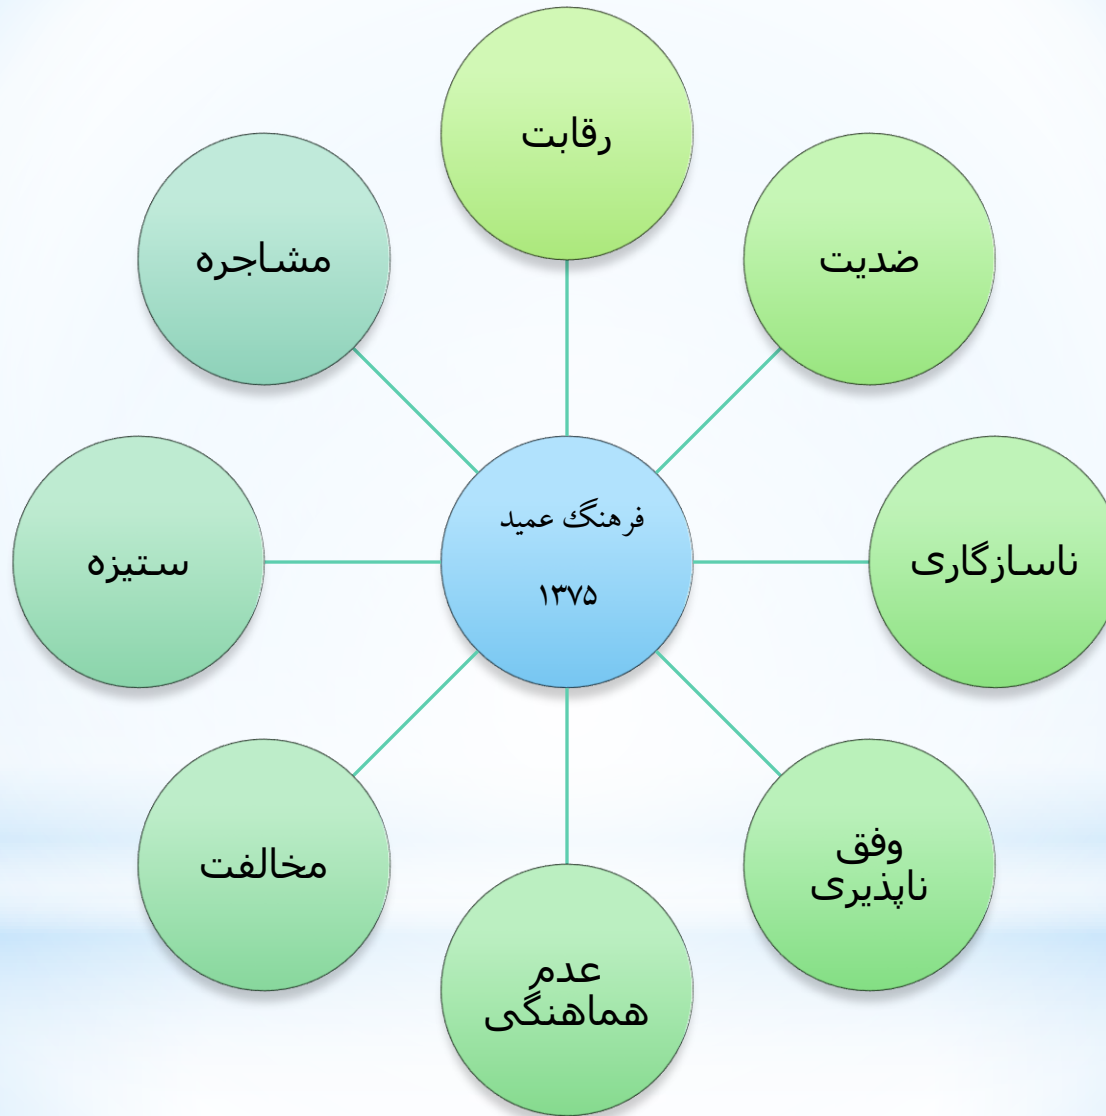 رقابت
ضدیت
ناسازگاری
وفق
ناپذیری
عدم
هماهنگی
مخالفت
ستیزه
مشاجره
فرهنگ عمید
۱۳۷۵